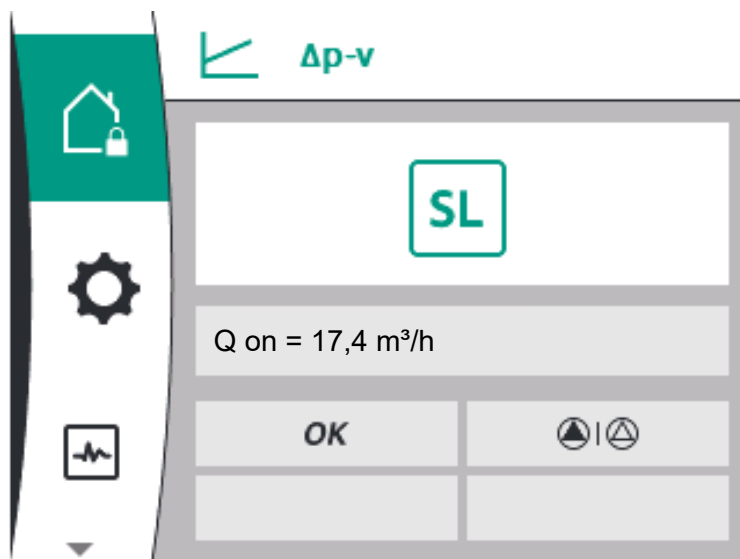 Δp-v
SL
Q on = 17,4 m³/h
OK